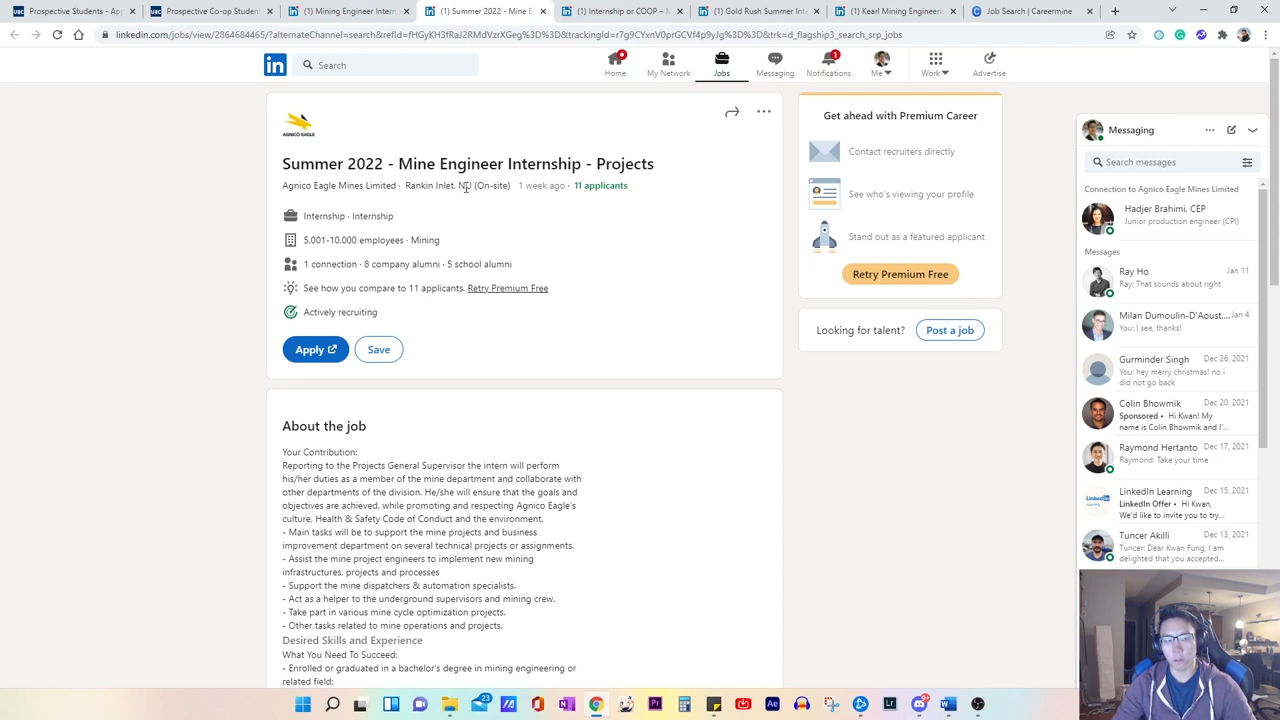 Prospective Students - Ap
Prospective Co-op Student
(1) Mining Engineer Intern
(1) Summer 2022 - Mine E
(1) Internship or COOP – M
(1) Gold Rush Summer Int
(1) Kearl Mining Engineerin
Job Search | Careermine
linkedin.com/jobs/view/2864684465/?alternateChannel=search&refId=fHGyKH3fRaJ2RMdVzrXGeg%3D%3D&trackingId=r7g9CYxnV0prGCVf4p9yJg%3D%3D&trk=d_flagship3_search_srp_jobs
Search
Home
My Network
Jobs
Messaging
1
Notifications
Me
Work
Advertise
AGNICO EAGLE
Summer 2022 - Mine Engineer Internship - Projects
Agnico Eagle Mines Limited · Rankin Inlet, NU (On-site) 1 week ago · 11 applicants
Internship · Internship
5,001-10,000 employees · Mining
1 connection · 8 company alumni · 5 school alumni
See how you compare to 11 applicants. Retry Premium Free
Actively recruiting
Apply
Save
About the job
Your Contribution:
Reporting to the Projects General Supervisor the intern will perform
his/her duties as a member of the mine department and collaborate with
other departments of the division. He/she will ensure that the goals and
objectives are achieved, while promoting and respecting Agnico Eagle's
culture, Health & Safety Code of Conduct and the environment.
- Main tasks will be to support the mine projects and business
improvement department on several technical projects or assignments.
- Assist the mine project engineers to implement new mining
infrastructures, projects and processes
- Support the mine dispatchers & automation specialists.
- Act as a helper to the underground supervisors and mining crew.
- Take part in various mine cycle optimization projects.
- Other tasks related to mine operations and projects.
Desired Skills and Experience
What You Need To Succeed:
- Enrolled or graduated in a bachelor's degree in mining engineering or
related field;
Get ahead with Premium Career
Contact recruiters directly
See who's viewing your profile
Stand out as a featured applicant
Retry Premium Free
Looking for talent?
Post a job
Messaging
Search messages
Connection to Agnico Eagle Mines Limited
Hadjer Brahimi, CEP
Junior production engineer (CPI)
Messages
Ray Ho Jan 11
Ray: That sounds about right
Milan Dumoulin-D'Aoust,... Jan 4
You: I see, thanks!
Gurminder Singh Dec 26, 2021
You: hey merry christmas! no i
did not go back
Colin Bhowmik Dec 20, 2021
Sponsored • Hi Kwan! My
name is Colin Bhowmik and I'...
Raymond Hertanto Dec 17, 2021
Raymond: Take your time
LinkedIn Learning Dec 15, 2021
LinkedIn Offer • Hi Kwan,
We'd like to invite you to try...
Tuncer Akilli Dec 13, 2021
Tuncer: Dear Kwan Fung, I am
delighted that you accepted...
23
9+